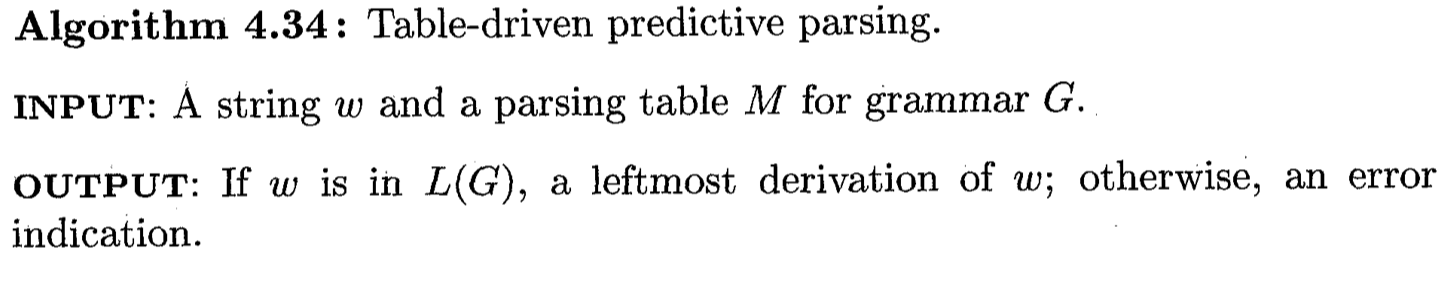 Algorithm 4.34: Table-driven predictive parsing.
INPUT: A string w and a parsing table M for grammar G.
OUTPUT: If w is in L(G), a leftmost derivation of w; otherwise, an error
indication.